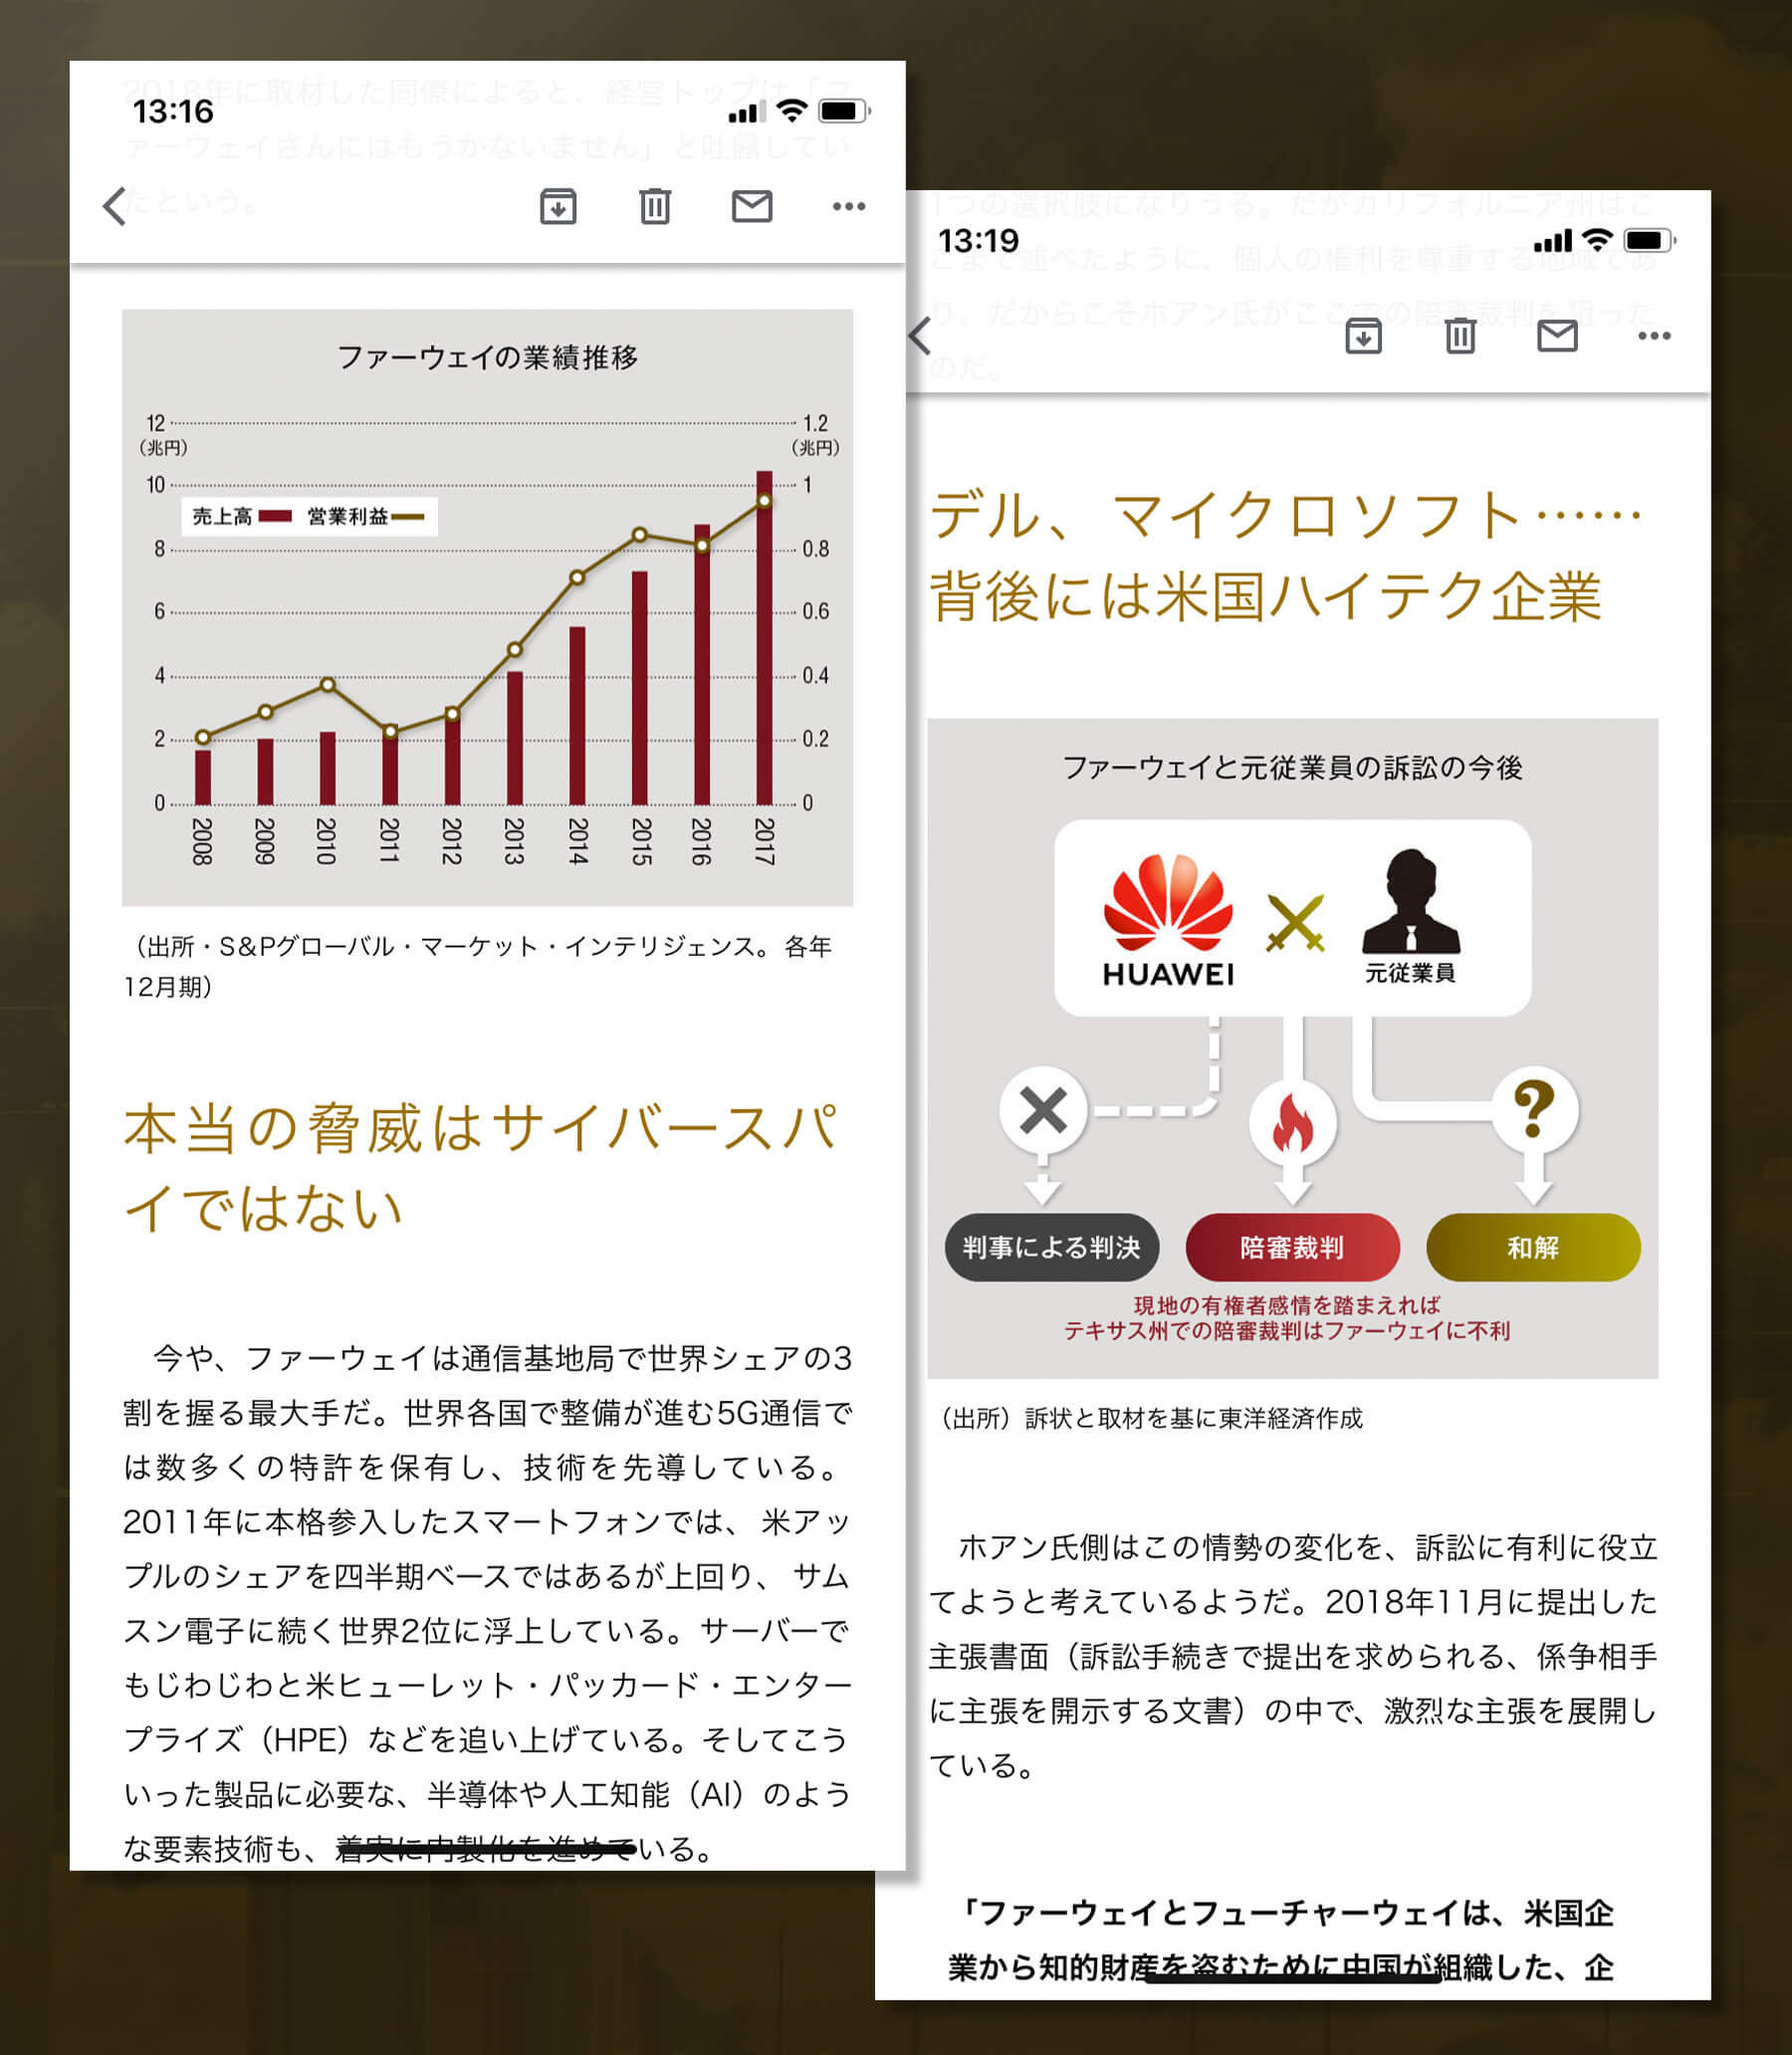 2018年に取材した同僚によると、経営トップは「フ
13:16
ァーウェイさんにはもうかないません」と吐露してい
たという。
ファーウェイの業績推移
12
(兆円)
10
8
6
4
2
0
1.2
(兆円)
1
0.8
0.6
0.4
0.2
0
売上高 営業利益
2008 2009 2010 2011 2012 2013 2014 2015 2016 2017
（出所・S&Pグローバル・マーケット・インテリジェンス。各年
12月期）
本当の脅威はサイバースパ
イではない
今や、ファーウェイは通信基地局で世界シェアの3
割を握る最大手だ。世界各国で整備が進む5G通信で
は数多くの特許を保有し、技術を先導している。
2011年に本格参入したスマートフォンでは、米アッ
プルのシェアを四半期ベースではあるが上回り、サム
スン電子に続く世界2位に浮上している。サーバーで
もじわじわと米ヒューレット・パッカード・エンター
プライズ（HPE）などを追い上げている。そしてこう
いった製品に必要な、半導体や人工知能（AI）のよう
な要素技術も、着実に内製化を進めている。
1つの選択肢になりうる。だがカリフォルニア州はこ
13:19
こまで述べたように、個人の権利を尊重する地域であ
り、だからこそホアン氏がここでの陪審裁判を狙った
のだ。
デル、マイクロソフト……
背後には米国ハイテク企業
ファーウェイと元従業員の訴訟の今後
HUAWEI
元従業員
?
判事による判決
陪審裁判
和解
現地の有権者感情を踏まえれば
テキサス州での陪審裁判はファーウェイに不利
（出所）訴状と取材を基に東洋経済作成
ホアン氏側はこの情勢の変化を、訴訟に有利に役立
てようと考えているようだ。2018年11月に提出した
主張書面（訴訟手続きで提出を求められる、係争相手
に主張を開示する文書）の中で、激烈な主張を展開し
ている。
「ファーウェイとフューチャーウェイは、米国企
業から知的財産を盗むために中国が組織した、企